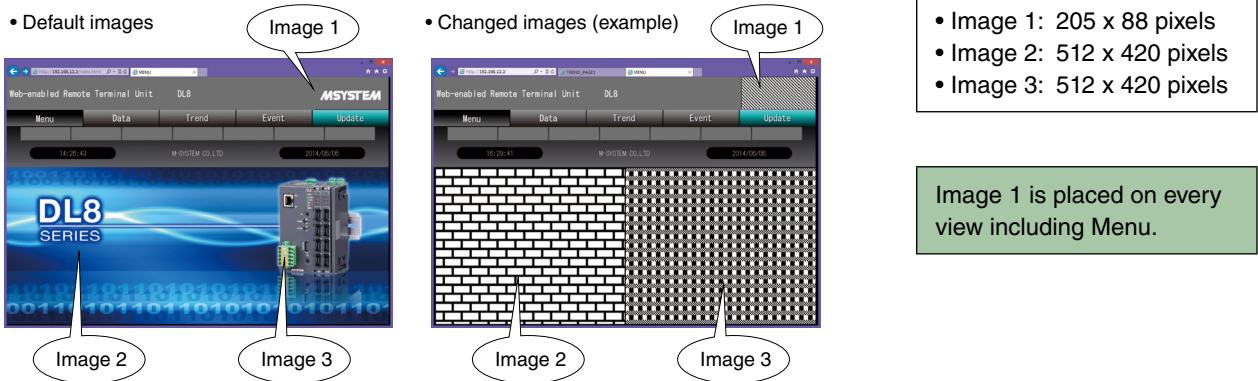 • Default images
Image 1
• Changed images (example)
Image 1
• Image 1: 205 x 88 pixels
• Image 2: 512 x 420 pixels
• Image 3: 512 x 420 pixels
Image 1 is placed on every
view including Menu.
MENU
Web-enabled Remote Terminal Unit DL8
MSYSTEM
Menu Data Trend Event Update
14:26:43 M-SYSTEM CO.,LTD 2014/06/06
DL8
SERIES
Image 2
Image 3
TREND_PAGE1 MENU
Web-enabled Remote Terminal Unit DL8
Menu Data Trend Event Update
16:29:41 M-SYSTEM CO.,LTD 2014/06/06
Image 2
Image 3